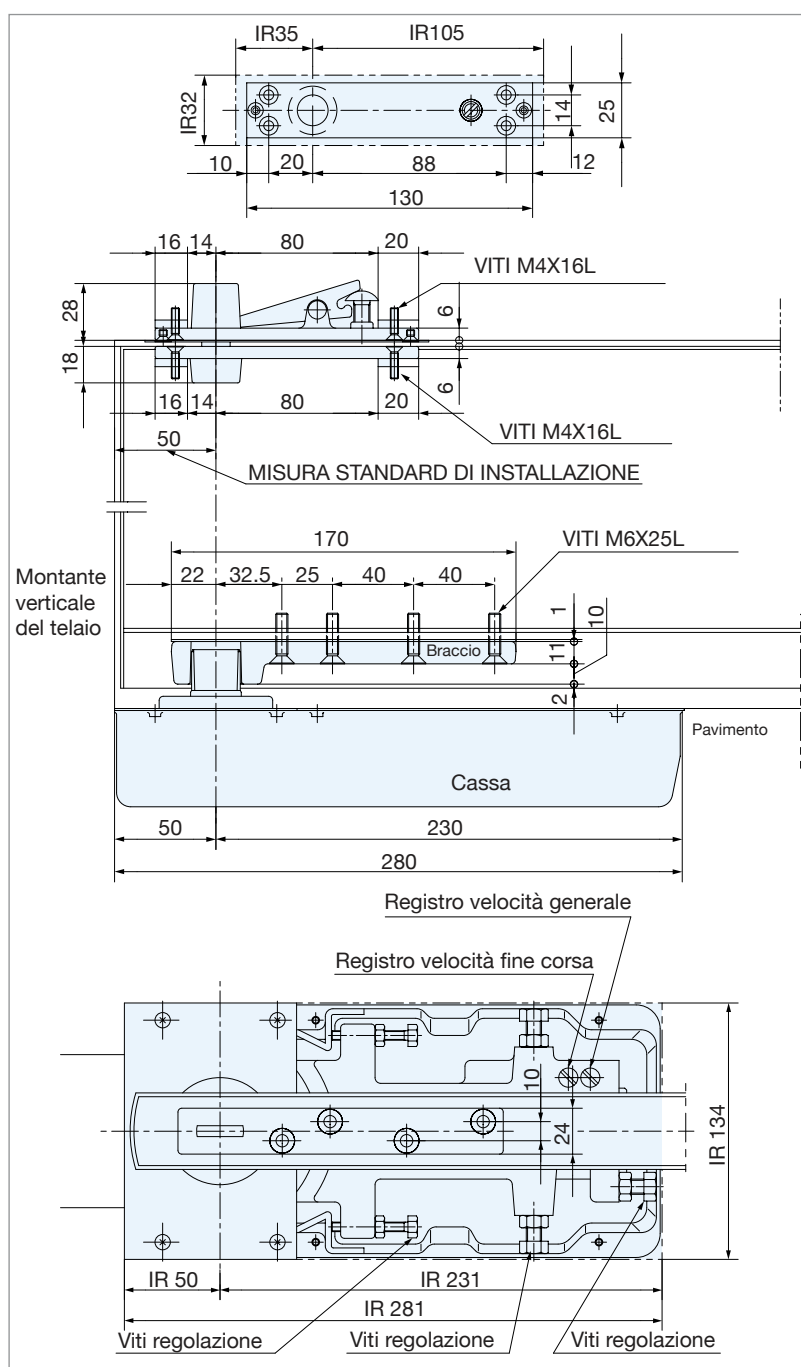 IR35 IR105
IR32
14
25
10 20 88 12
130
16 14 80 20
VITI M4X16L
28
6
18
6
16 14 80 20
VITI M4X16L
50
MISURA STANDARD DI INSTALLAZIONE
170
VITI M6X25L
22 32.5 25 40 40
Montante
verticale
del telaio
1
10
11
Braccio
2
Pavimento
Cassa
50 230
280
Registro velocità generale
Registro velocità fine corsa
10
24
IR 134
IR 50 IR 231
IR 281
Viti regolazione Viti regolazione Viti regolazione